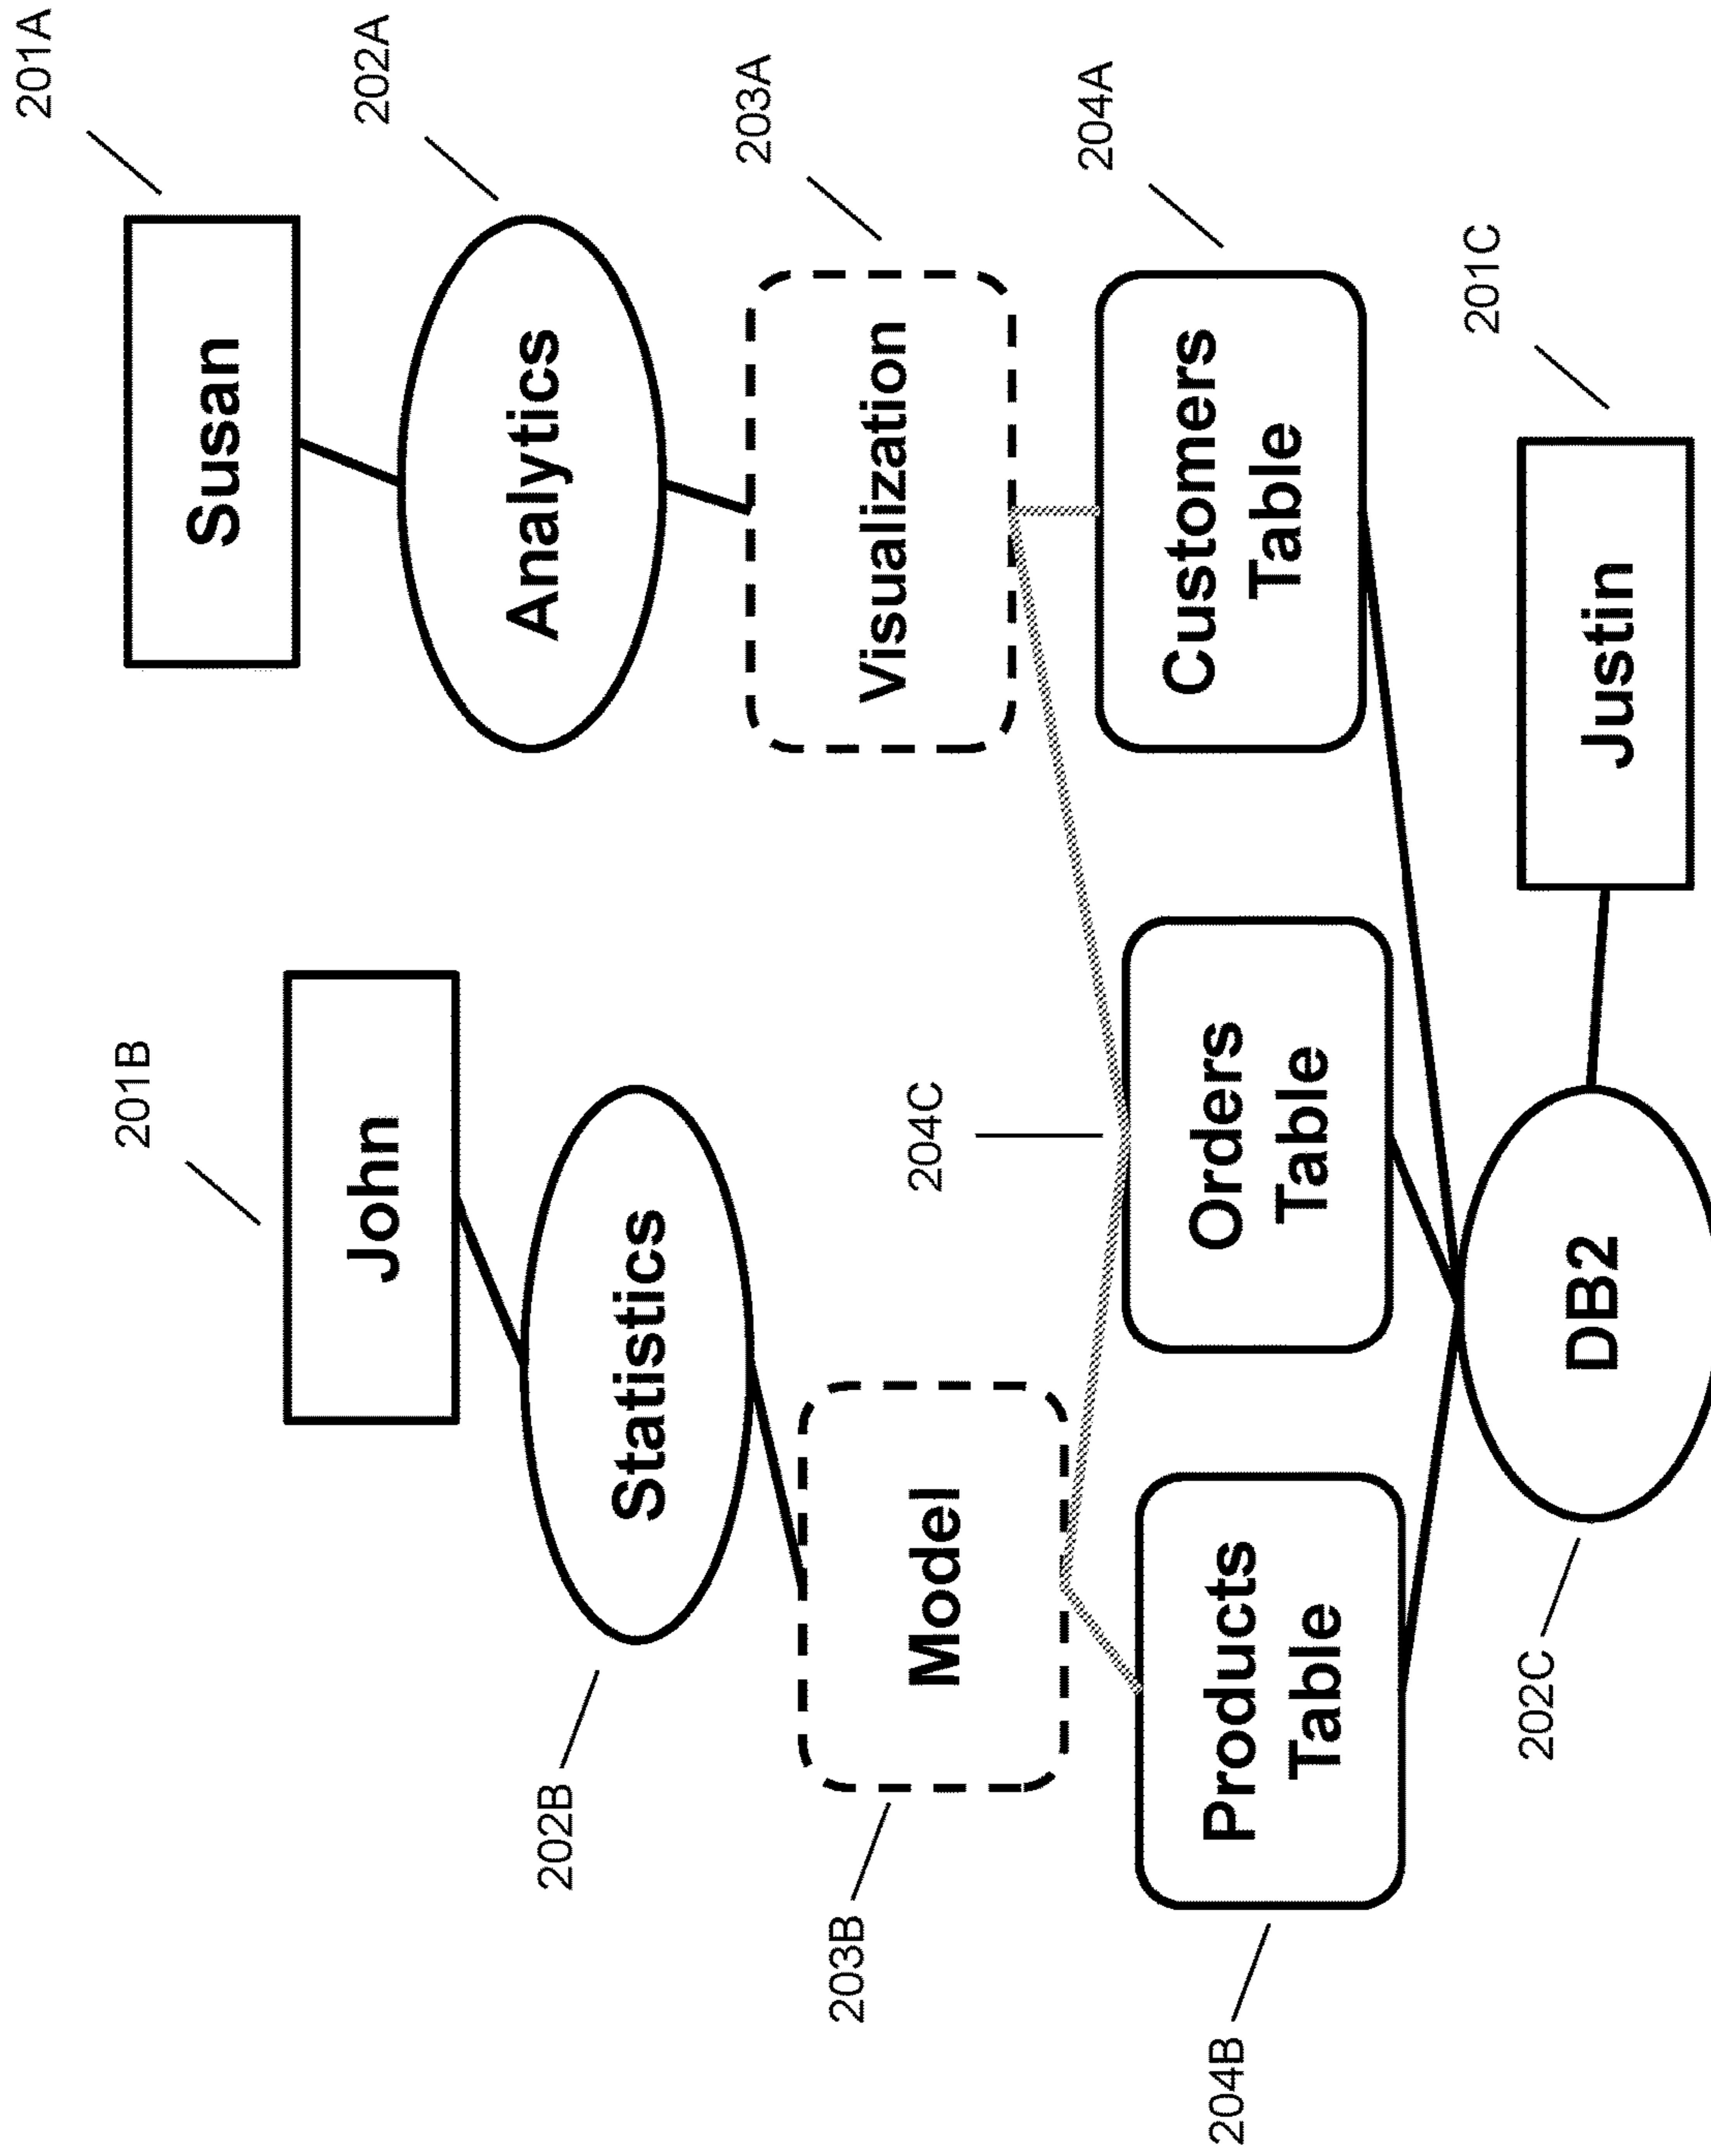 201A
Susan
202A
Analytics
203A
Visualization
204A
Customers
Table
201B
John
202B
Statistics
203B
Model
204C
Orders
Table
204B
Products
Table
202C
DB2
201C
Justin